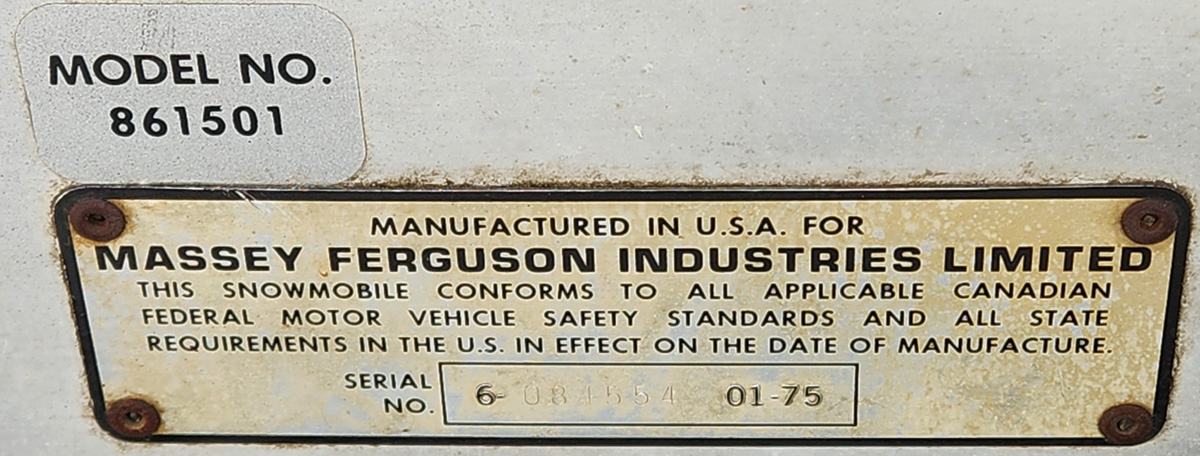 MODEL NO.
861501
MANUFACTURED IN U.S.A. FOR
MASSEY FERGUSON INDUSTRIES LIMITED
THIS SNOWMOBILE CONFORMS TO ALL APPLICABLE CANADIAN
FEDERAL MOTOR VEHICLE SAFETY STANDARDS AND ALL STATE
REQUIREMENTS IN THE U.S. IN EFFECT ON THE DATE OF MANUFACTURE.
SERIAL
NO.
6- 01-75